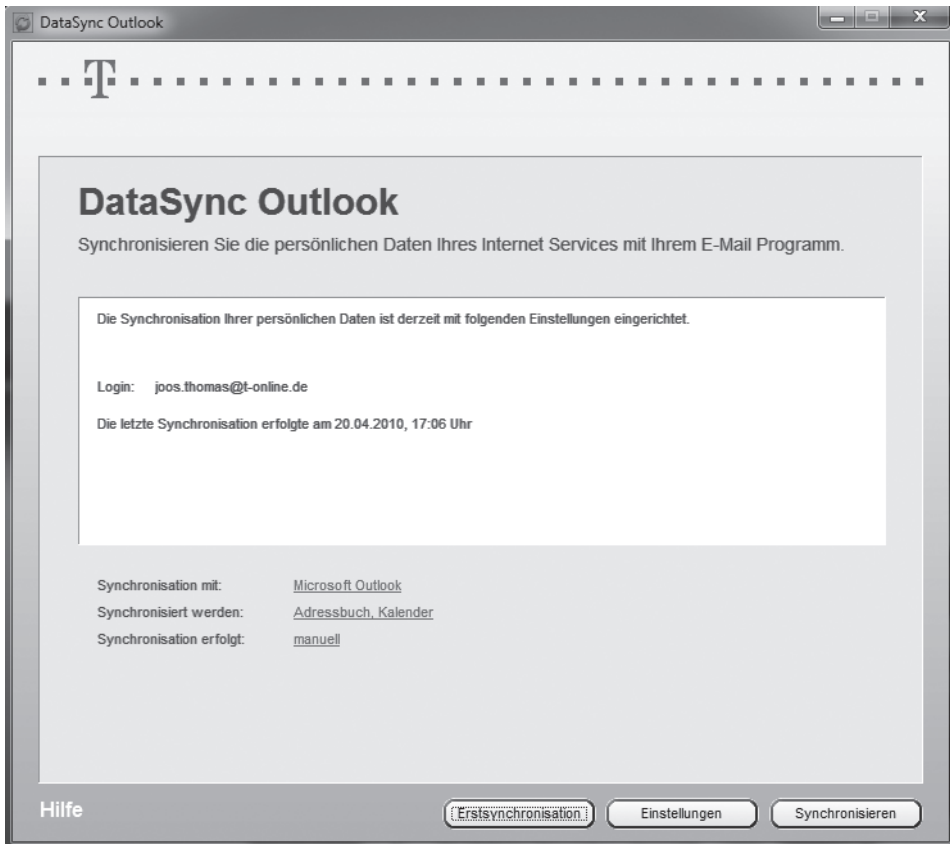 DataSync Outlook
T
DataSync Outlook
Synchronisieren Sie die persönlichen Daten Ihres Internet Services mit Ihrem E-Mail Programm.
Die Synchronisation Ihrer persönlichen Daten ist derzeit mit folgenden Einstellungen eingerichtet.
Login: joos.thomas@t-online.de
Die letzte Synchronisation erfolgte am 20.04.2010, 17:06 Uhr
Synchronisation mit: Microsoft Outlook
Synchronisiert werden: Adressbuch, Kalender
Synchronisation erfolgt: manuell
Hilfe Erstsynchronisation Einstellungen Synchronisieren